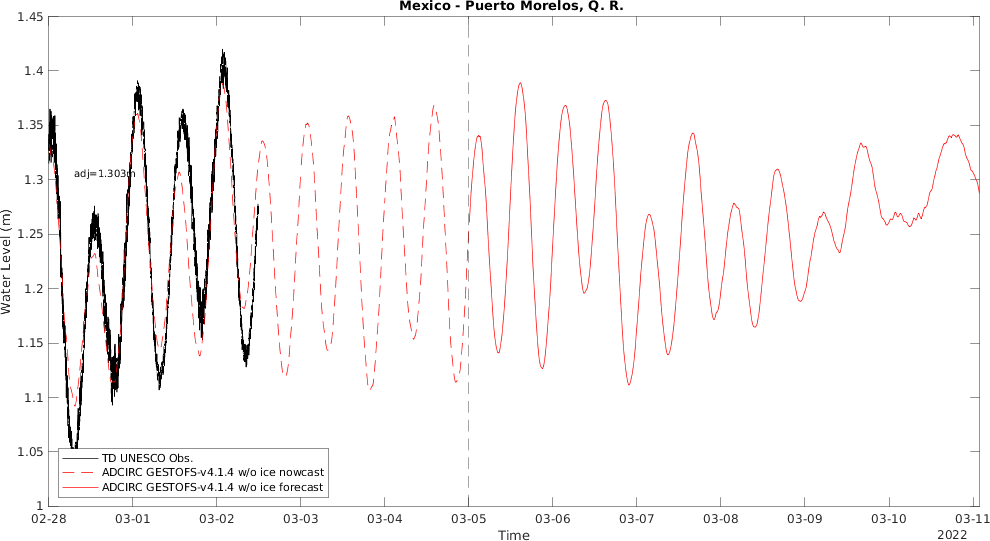 Mexico - Puerto Morelos, Q. R.
1.45
1.4
1.35
1.3
1.25
1.2
1.15
1.1
1.05
1
Water Level (m)
adj=1.303m
TD UNESCO Obs.
ADCIRC GESTOFS-v4.1.4 w/o ice nowcast
ADCIRC GESTOFS-v4.1.4 w/o ice forecast
02-28 03-01 03-02 03-03 03-04 03-05 03-06 03-07 03-08 03-09 03-10 03-11
Time
2022